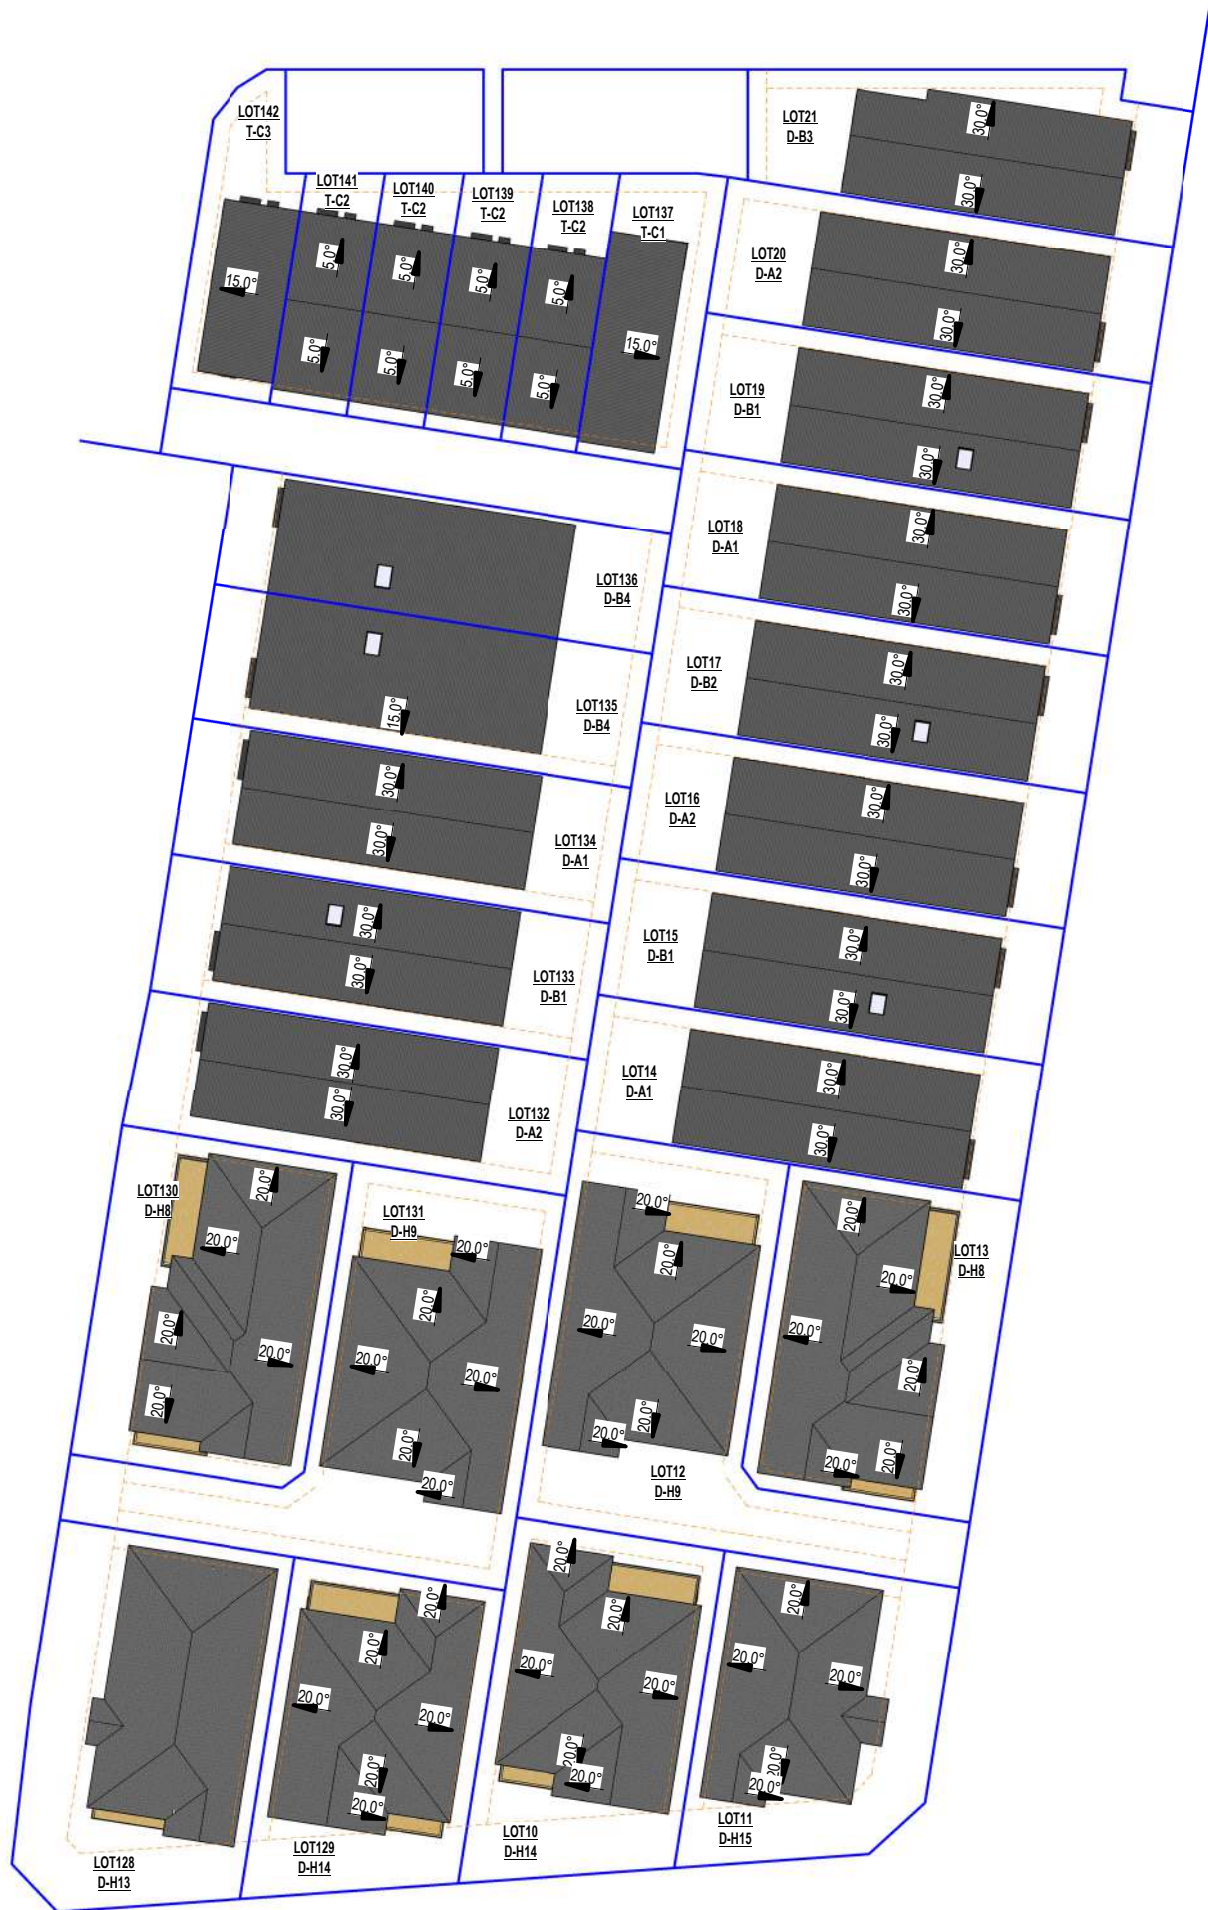 LOT142
T-C3
LOT141
T-C2
LOT140
T-C2
LOT139
T-C2
LOT138
T-C2
LOT137
T-C1
15.0°
5.0°
5.0°
5.0°
5.0°
5.0°
5.0°
5.0°
5.0°
15.0°
LOT21
D-B3
30.0°
30.0°
LOT20
D-A2
30.0°
30.0°
LOT19
D-B1
30.0°
30.0°
LOT18
D-A1
30.0°
30.0°
LOT17
D-B2
30.0°
30.0°
LOT16
D-A2
30.0°
30.0°
LOT15
D-B1
30.0°
30.0°
LOT14
D-A1
30.0°
30.0°
LOT136
D-B4
LOT135
D-B4
15.0°
LOT134
D-A1
30.0°
30.0°
LOT133
D-B1
30.0°
30.0°
LOT132
D-A2
30.0°
30.0°
LOT130
D-H8
20.0°
20.0°
20.0°
20.0°
20.0°
LOT131
D-H9
20.0°
20.0°
20.0°
20.0°
20.0°
20.0°
LOT12
D-H9
20.0°
20.0°
20.0°
20.0°
20.0°
20.0°
LOT13
D-H8
20.0°
20.0°
20.0°
20.0°
20.0°
20.0°
LOT128
D-H13
LOT129
D-H14
20.0°
20.0°
20.0°
20.0°
20.0°
20.0°
LOT10
D-H14
20.0°
20.0°
20.0°
20.0°
20.0°
20.0°
LOT11
D-H15
20.0°
20.0°
20.0°
20.0°
20.0°